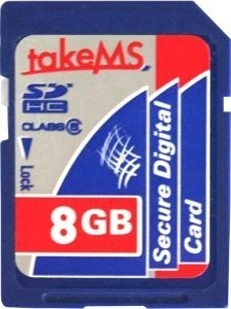 takeMS
SD
HC
CLASS 6
Lock
8GB
Secure Digital
Card